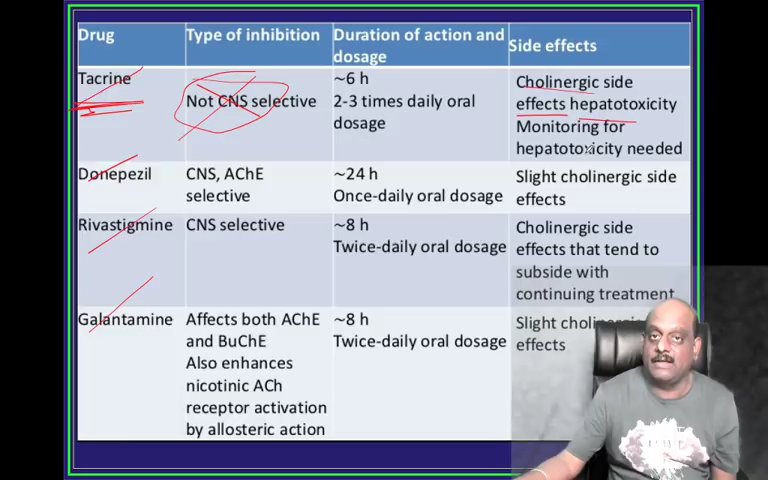 Drug
Type of inhibition
Duration of action and
dosage
Side effects
Tacrine
Not CNS selective
~6 h
2-3 times daily oral
dosage
Cholinergic side
effects hepatotoxicity
Monitoring for
hepatotoxicity needed
Donepezil
CNS, AChE
selective
~24 h
Once-daily oral dosage
Slight cholinergic side
effects
Rivastigmine
CNS selective
~8 h
Twice-daily oral dosage
Cholinergic side
effects that tend to
subside with
continuing treatment
Galantamine
Affects both AChE
and BuChE
Also enhances
nicotinic ACh
receptor activation
by allosteric action
~8 h
Twice-daily oral dosage
Slight
effects